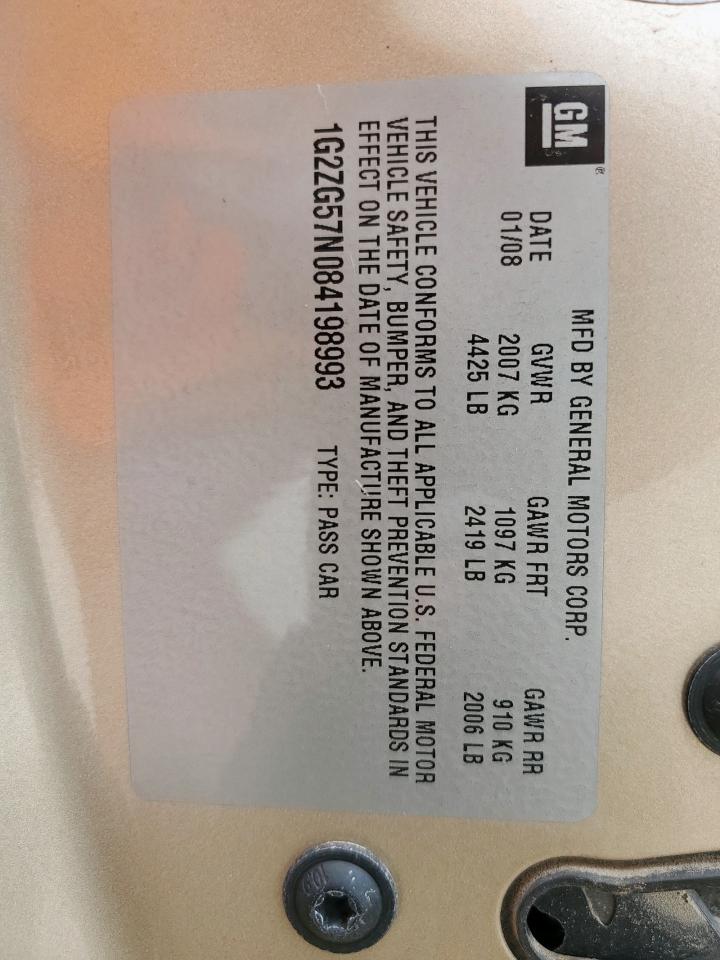 GM®
MFD BY GENERAL MOTORS CORP.
DATE GVWR GAWR FRT GAWR RR
01/08 2007 KG 1097 KG 910 KG
4425 LB 2419 LB 2006 LB
THIS VEHICLE CONFORMS TO ALL APPLICABLE U.S. FEDERAL MOTOR
VEHICLE SAFETY, BUMPER, AND THEFT PREVENTION STANDARDS IN
EFFECT ON THE DATE OF MANUFACTURE SHOWN ABOVE.
1G2ZG57N084198993 TYPE: PASS CAR